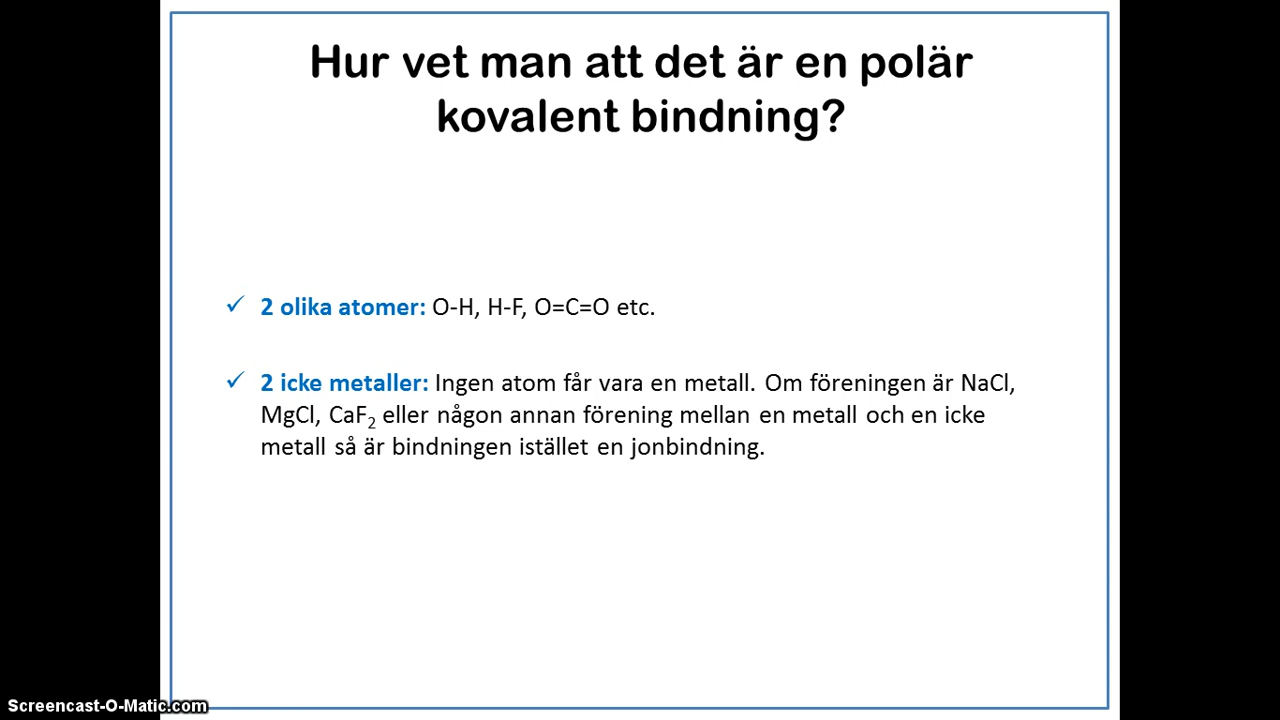 Hur vet man att det är en polär
kovalent bindning?
✓ 2 olika atomer: O-H, H-F, O=C=O etc.
✓ 2 icke metaller: Ingen atom får vara en metall. Om föreningen är NaCl,
MgCl, CaF₂ eller någon annan förening mellan en metall och en icke
metall så är bindningen istället en jonbindning.
Screencast-O-Matic.com